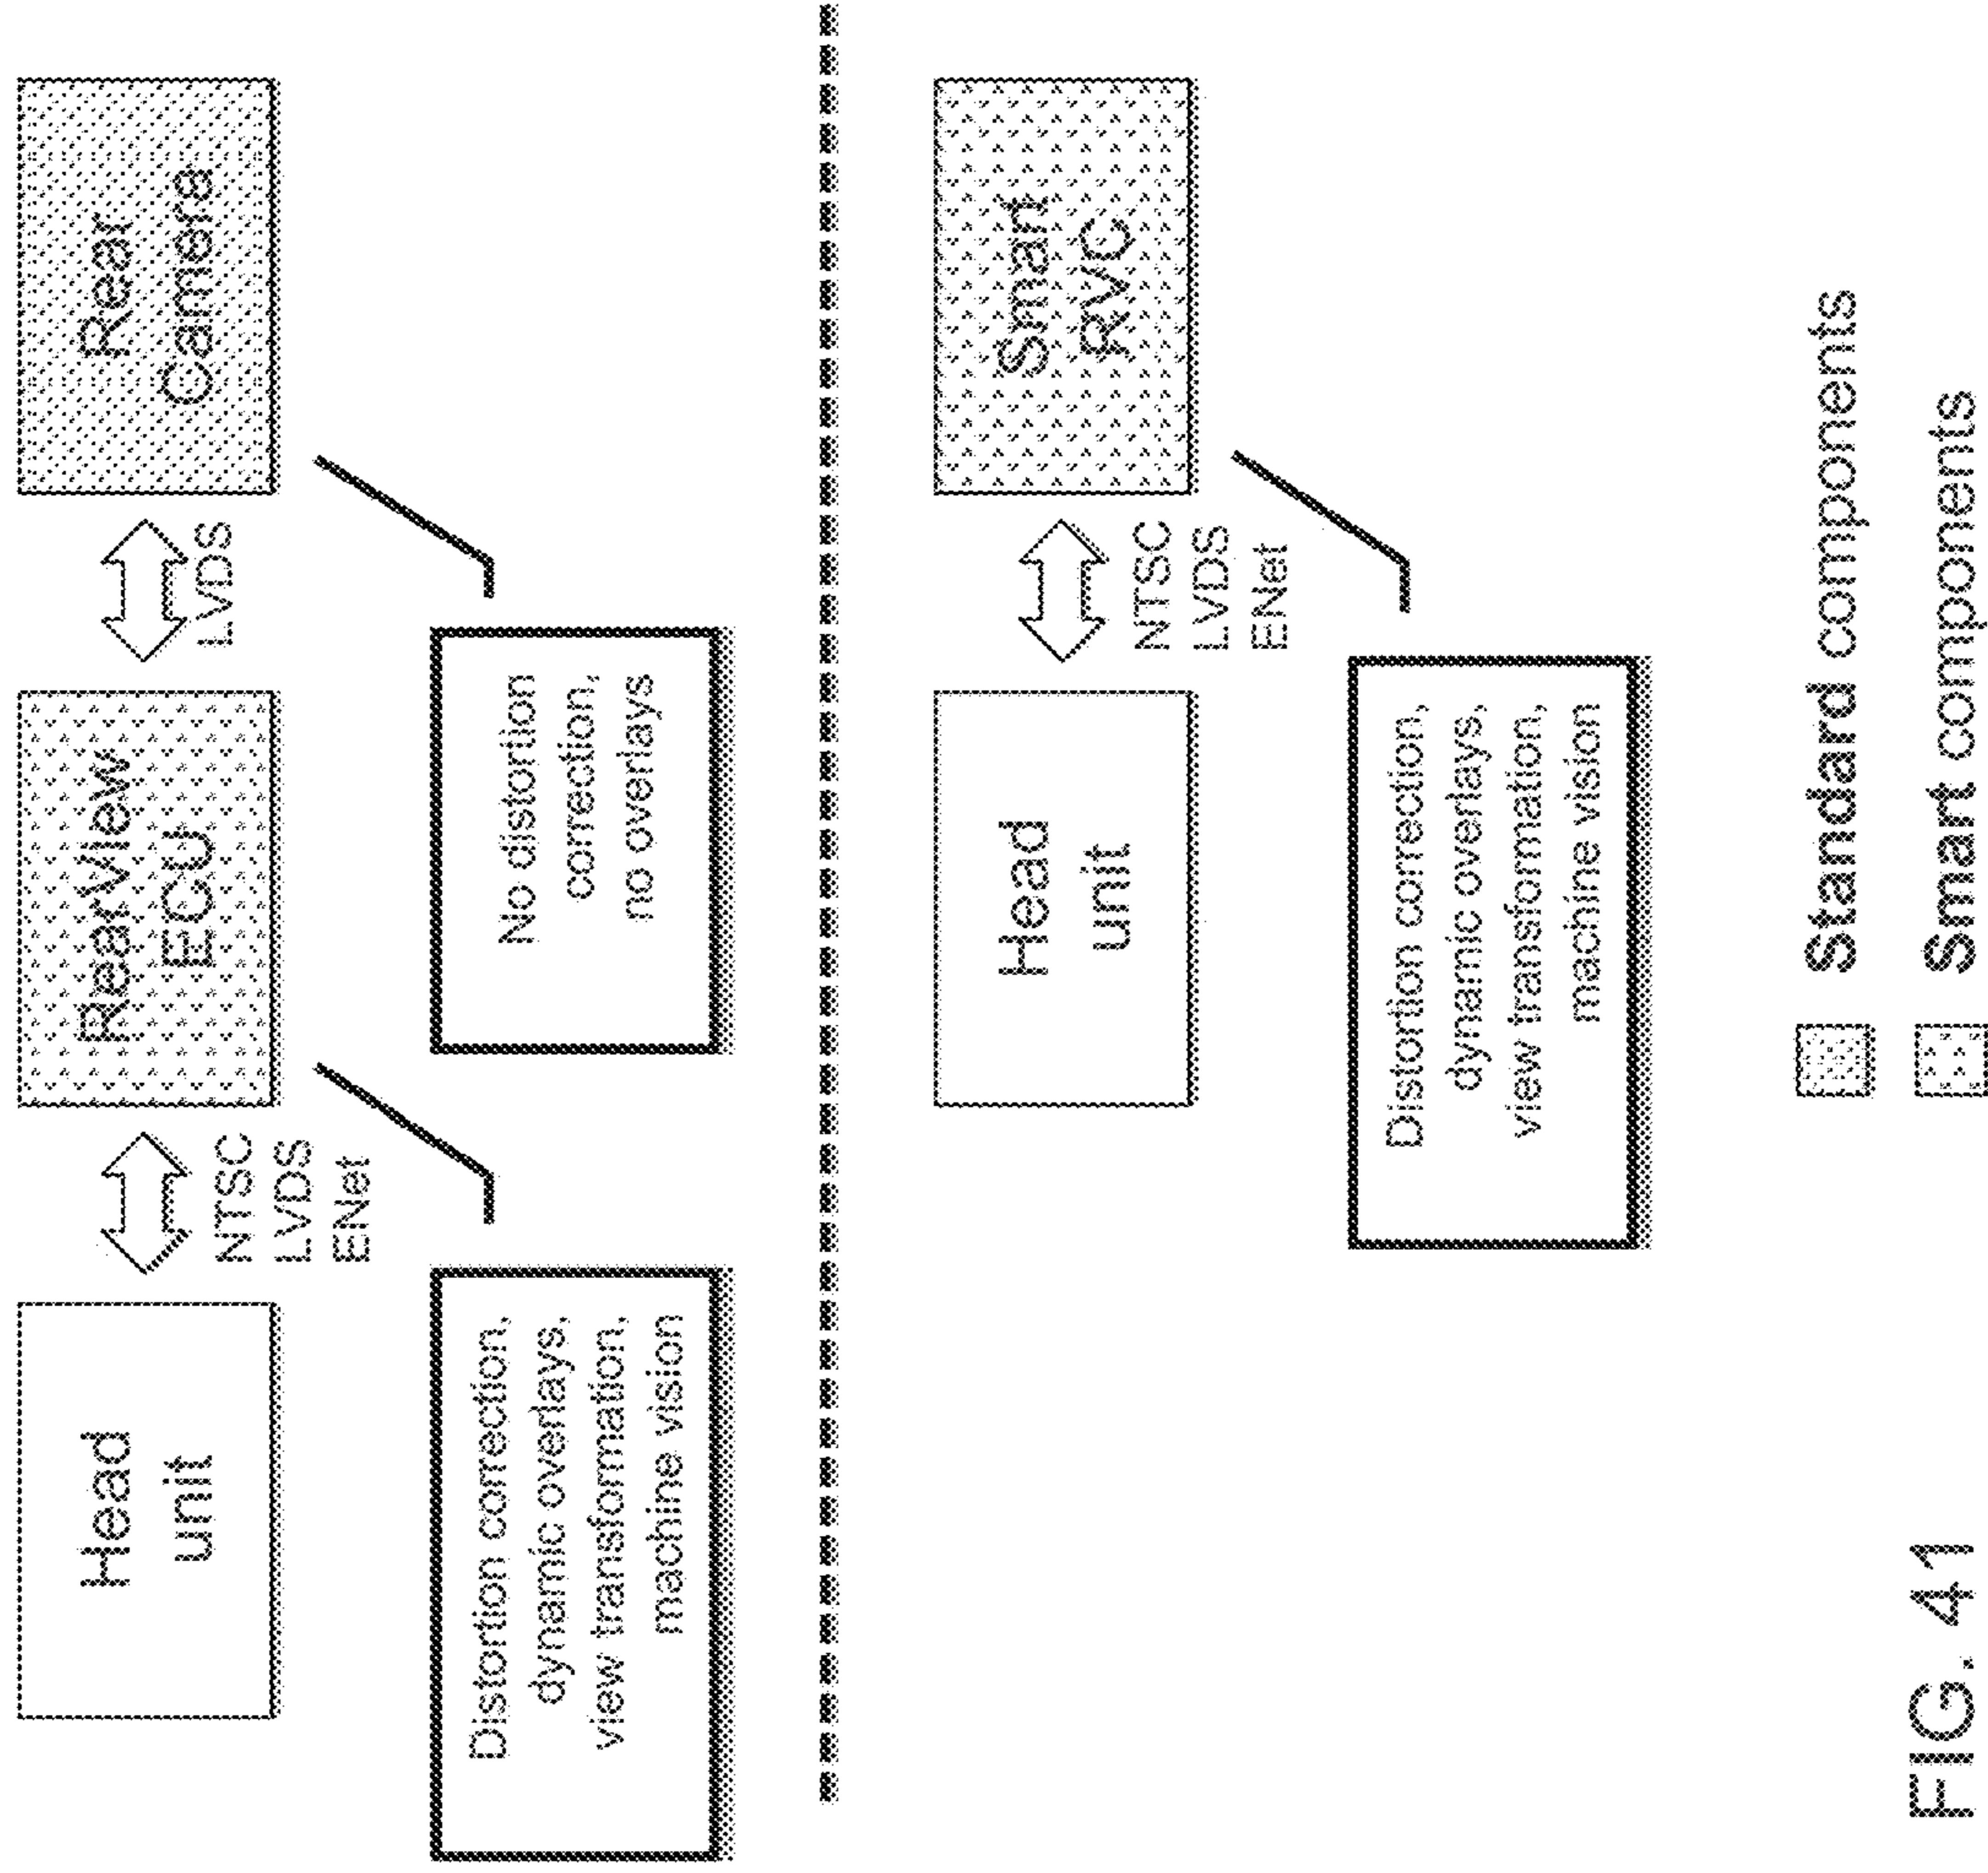 Head
unit
NTSC
LVDS
ENet
RearView
ECU
LVDS
Rear
Camera
Distortion correction,
dynamic overlays,
view transformation,
machine vision
No distortion
correction,
no overlays
Head
unit
NTSC
LVDS
ENet
Smart
RVC
Distortion correction,
dynamic overlays,
view transformation,
machine vision
Standard components
Smart components
FIG. 41